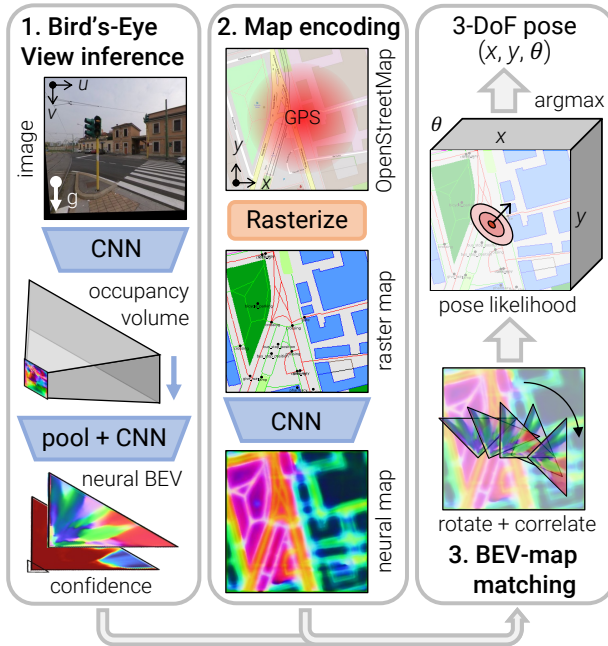 1. Bird's-Eye
View inference
u
v
image
g
CNN
occupancy
volume
pool + CNN
neural BEV
confidence
2. Map encoding
GPS
y
x
OpenStreetMap
Rasterize
raster map
CNN
neural map
3-DoF pose
(x, y, θ)
argmax
θ
x
y
pose likelihood
rotate + correlate
3. BEV-map
matching